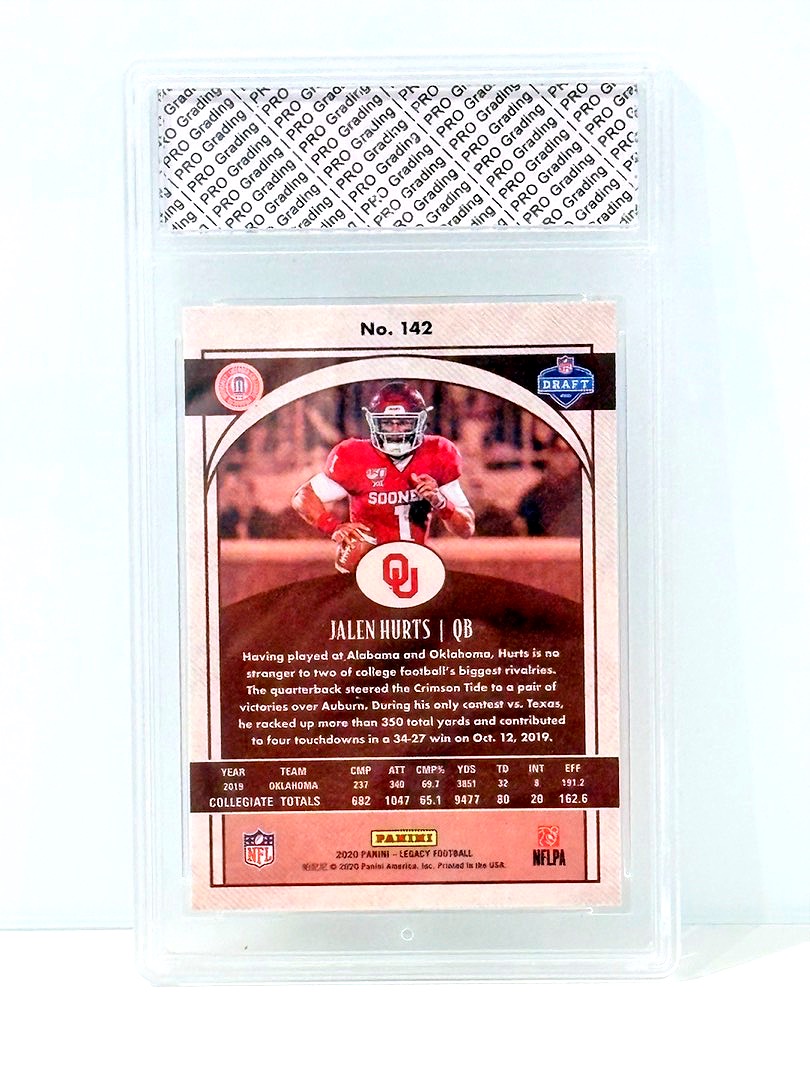 PRO Grading | PRO Grading | PRO Grading
No. 142
DRAFT
1
SOONE
1
OU
JALEN HURTS | QB
Having played at Alabama and Oklahoma, Hurts is no
stranger to two of college football's biggest rivalries.
The quarterback steered the Crimson Tide to a pair of
victories over Auburn. During his only contest vs. Texas,
he racked up more than 350 total yards and contributed
to four touchdowns in a 34-27 win on Oct. 12, 2019.
YEAR TEAM CMP ATT CMP% YDS TD INT EFF
2019 OKLAHOMA 237 340 69.7 3851 32 8 191.2
COLLEGIATE TOTALS 682 1047 65.1 9477 80 20 162.6
NFL
PANINI
NFLPA
2020 PANINI – LEGACY FOOTBALL
© 2020 Panini America, Inc. Printed in the USA.